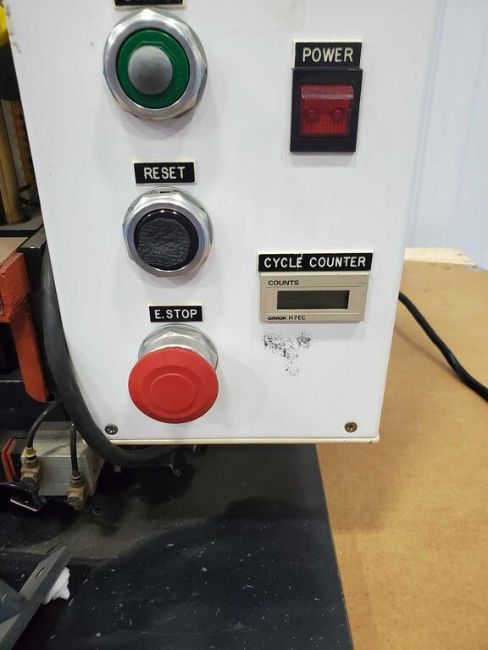 POWER
RESET
CYCLE COUNTER
COUNTS
OMRON H7EC
E.STOP